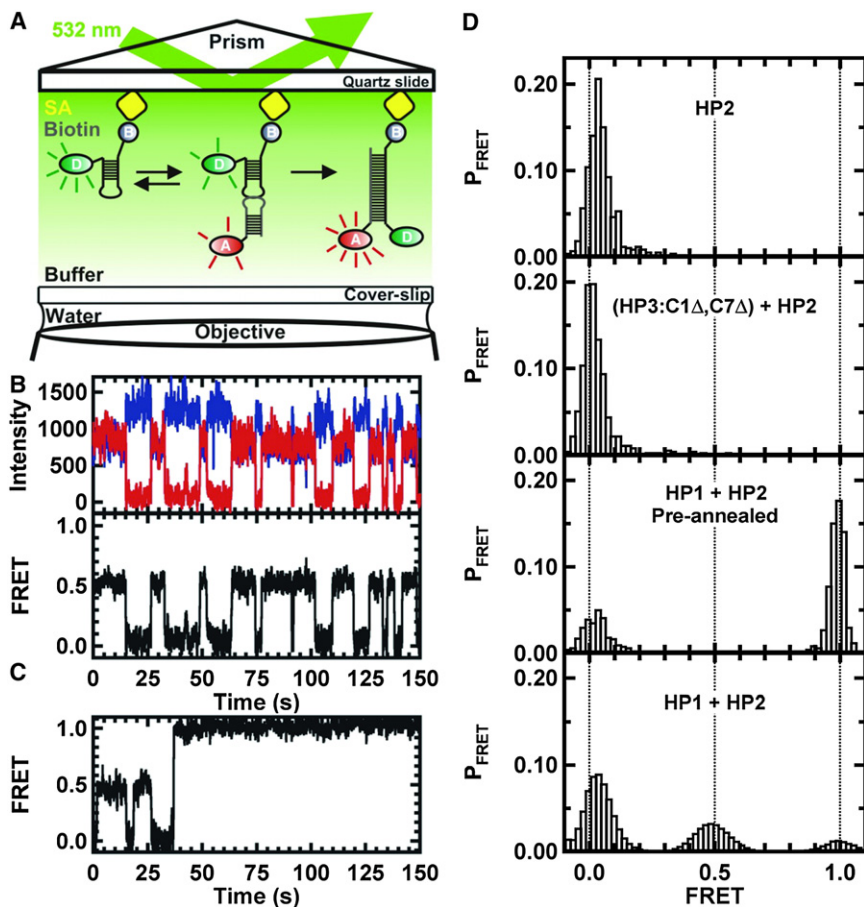 A
532 nm
Prism
Quartz slide
SA
Biotin
B
B
B
D
D
A
A
D
Buffer
Cover-slip
Water
Objective
B
Intensity
1500
1000
500
0
FRET
1.0
0.5
0.0
0 25 50 75 100 125 150
Time (s)
C
FRET
1.0
0.5
0.0
0 25 50 75 100 125 150
Time (s)
D
P_FRET
0.20
0.10
0.00
HP2
P_FRET
0.20
0.10
0.00
(HP3:C1Δ,C7Δ) + HP2
P_FRET
0.20
0.10
0.00
HP1 + HP2
Pre-annealed
P_FRET
0.20
0.10
0.00
HP1 + HP2
0.0 0.5 1.0
FRET